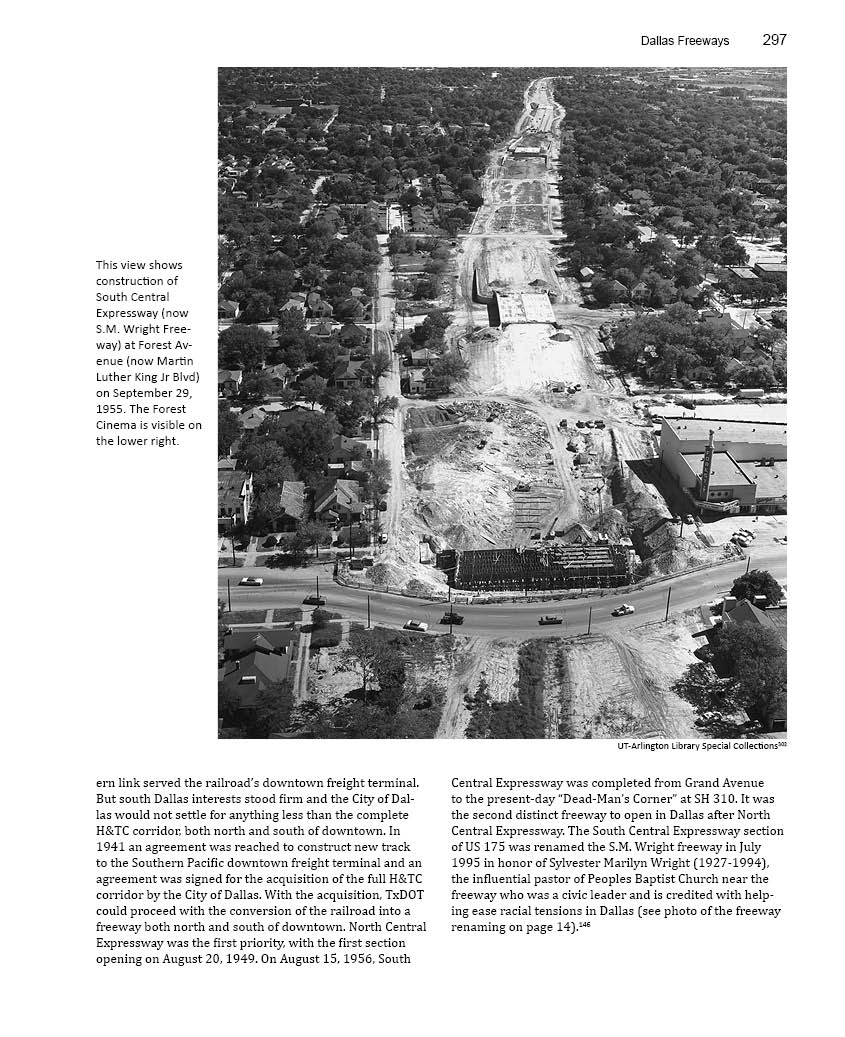 Dallas Freeways 297
This view shows
construction of
South Central
Expressway (now
S.M. Wright Free-
way) at Forest Av-
enue (now Martin
Luther King Jr Blvd)
on September 29,
1955. The Forest
Cinema is visible on
the lower right.
UT-Arlington Library Special Collections³⁰²
ern link served the railroad’s downtown freight terminal.
But south Dallas interests stood firm and the City of Dal-
las would not settle for anything less than the complete
H&TC corridor, both north and south of downtown. In
1941 an agreement was reached to construct new track
to the Southern Pacific downtown freight terminal and an
agreement was signed for the acquisition of the full H&TC
corridor by the City of Dallas. With the acquisition, TxDOT
could proceed with the conversion of the railroad into a
freeway both north and south of downtown. North Central
Expressway was the first priority, with the first section
opening on August 20, 1949. On August 15, 1956, South
Central Expressway was completed from Grand Avenue
to the present-day “Dead-Man’s Corner” at SH 310. It was
the second distinct freeway to open in Dallas after North
Central Expressway. The South Central Expressway section
of US 175 was renamed the S.M. Wright freeway in July
1995 in honor of Sylvester Marilyn Wright (1927-1994),
the influential pastor of Peoples Baptist Church near the
freeway who was a civic leader and is credited with help-
ing ease racial tensions in Dallas (see photo of the freeway
renaming on page 14).¹⁴⁶